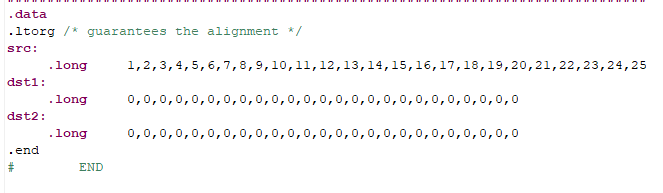 .data
.ltorg /* guarantees the alignment */
src:
.long 1,2,3,4,5,6,7,8,9,10,11,12,13,14,15,16,17,18,19,20,21,22,23,24,25
dst1:
.long 0,0,0,0,0,0,0,0,0,0,0,0,0,0,0,0,0,0,0,0,0,0,0,0,0
dst2:
.long 0,0,0,0,0,0,0,0,0,0,0,0,0,0,0,0,0,0,0,0,0,0,0,0,0
.end
# END